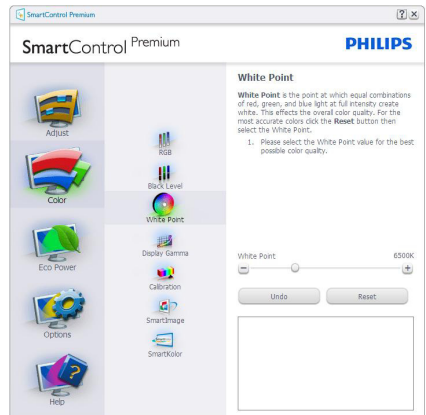 SmartControl Premium
SmartControl Premium
PHILIPS
Adjust
Color
Eco Power
Options
Help
RGB
Black Level
White Point
Display Gamma
Calibration
SmartImage
SmartKolor
White Point
White Point is the point at which equal combinations
of red, green, and blue light at full intensity create
white. This effects the overall color quality. For the
most accurate colors click the Reset button then
select the White Point.
1. Please select the White Point value for the best
possible color quality.
White Point 6500K
Undo Reset